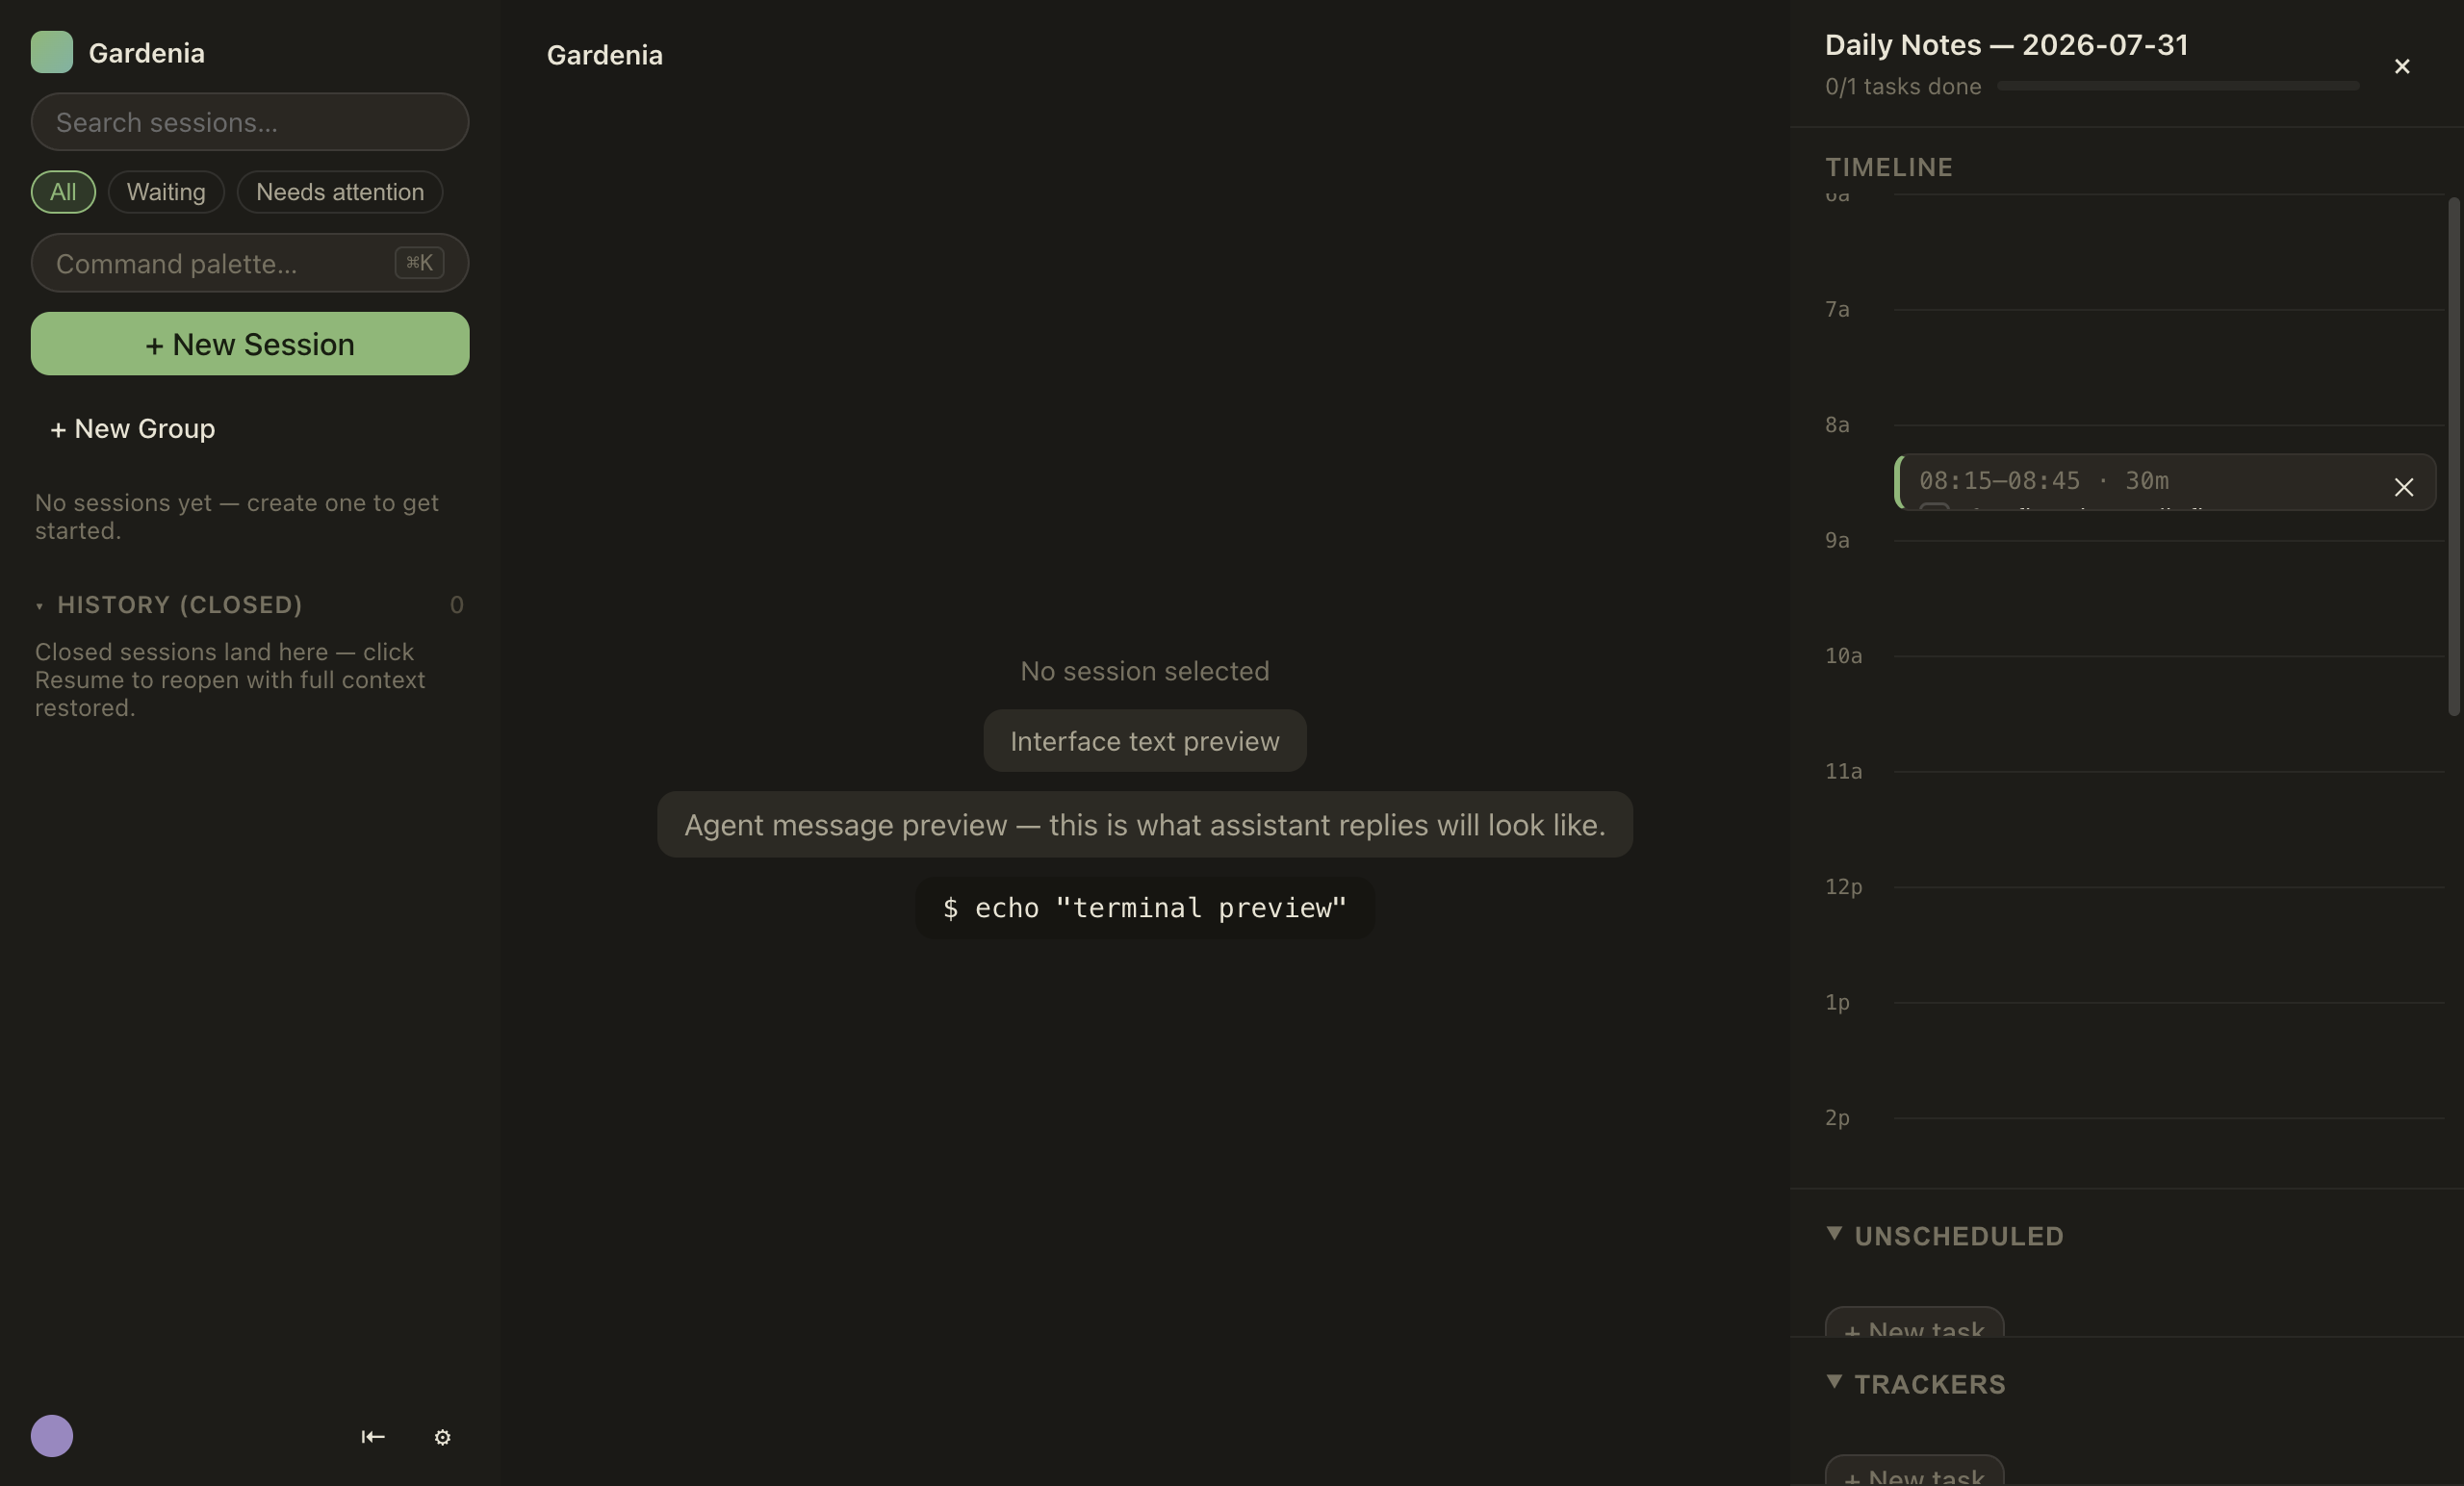 Gardenia
Search sessions...
All
Waiting
Needs attention
Command palette...
⌘K
+ New Session
+ New Group
No sessions yet — create one to get
started.
▾ HISTORY (CLOSED)
0
Closed sessions land here — click
Resume to reopen with full context
restored.
Gardenia
No session selected
Interface text preview
Agent message preview — this is what assistant replies will look like.
$ echo "terminal preview"
Daily Notes — 2026-07-31
0/1 tasks done
TIMELINE
6a
7a
8a
08:15–08:45 · 30m
9a
10a
11a
12p
1p
2p
▼ UNSCHEDULED
+ New task
▼ TRACKERS
+ New task